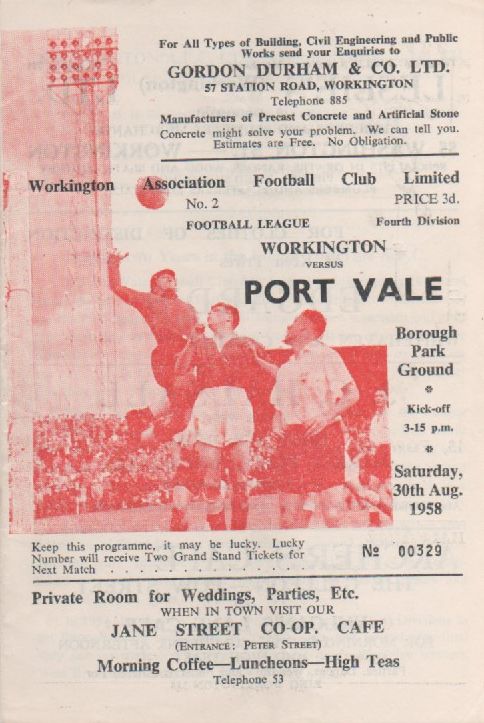 For All Types of Building, Civil Engineering and Public
Works send your Enquiries to
GORDON DURHAM & CO. LTD.
57 STATION ROAD, WORKINGTON
Telephone 885
Manufacturers of Precast Concrete and Artificial Stone
Concrete might solve your problem. We can tell you.
Estimates are Free. No Obligation.
Workington Association Football Club Limited
No. 2 PRICE 3d.
FOOTBALL LEAGUE Fourth Division
WORKINGTON
VERSUS
PORT VALE
Borough
Park
Ground
Kick-off
3-15 p.m.
Saturday,
30th Aug.
1958
Keep this programme, it may be lucky. Lucky
Number will receive Two Grand Stand Tickets for
Next Match . . . . . . . . . . .
№ 00329
Private Room for Weddings, Parties, Etc.
WHEN IN TOWN VISIT OUR
JANE STREET CO-OP. CAFE
(ENTRANCE: PETER STREET)
Morning Coffee—Luncheons—High Teas
Telephone 53